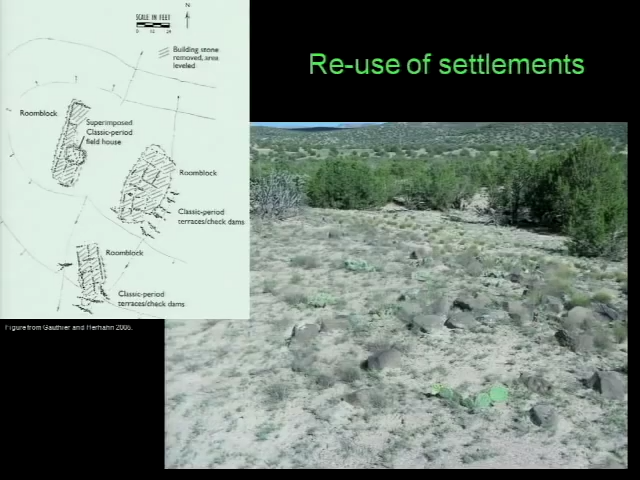 SCALE IN FEET
N
Building stone
removed, area
leveled
Re-use of settlements
Roomblock
Superimposed
Classic-period
field house
Roomblock
Classic-period
terraces/check dams
Roomblock
Classic-period
terraces/check dams
Figure from Gauthier and Herhahn 2005.